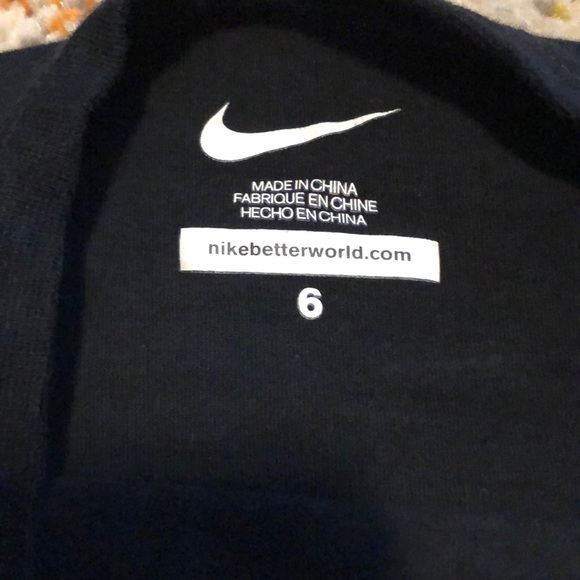 MADE IN CHINA
FABRIQUE EN CHINE
HECHO EN CHINA
nikebetterworld.com
6